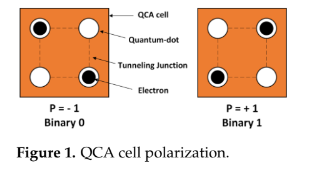 QCA cell
Quantum-dot
Tunneling Junction
Electron
P = - 1
Binary 0
P = + 1
Binary 1
Figure 1. QCA cell polarization.